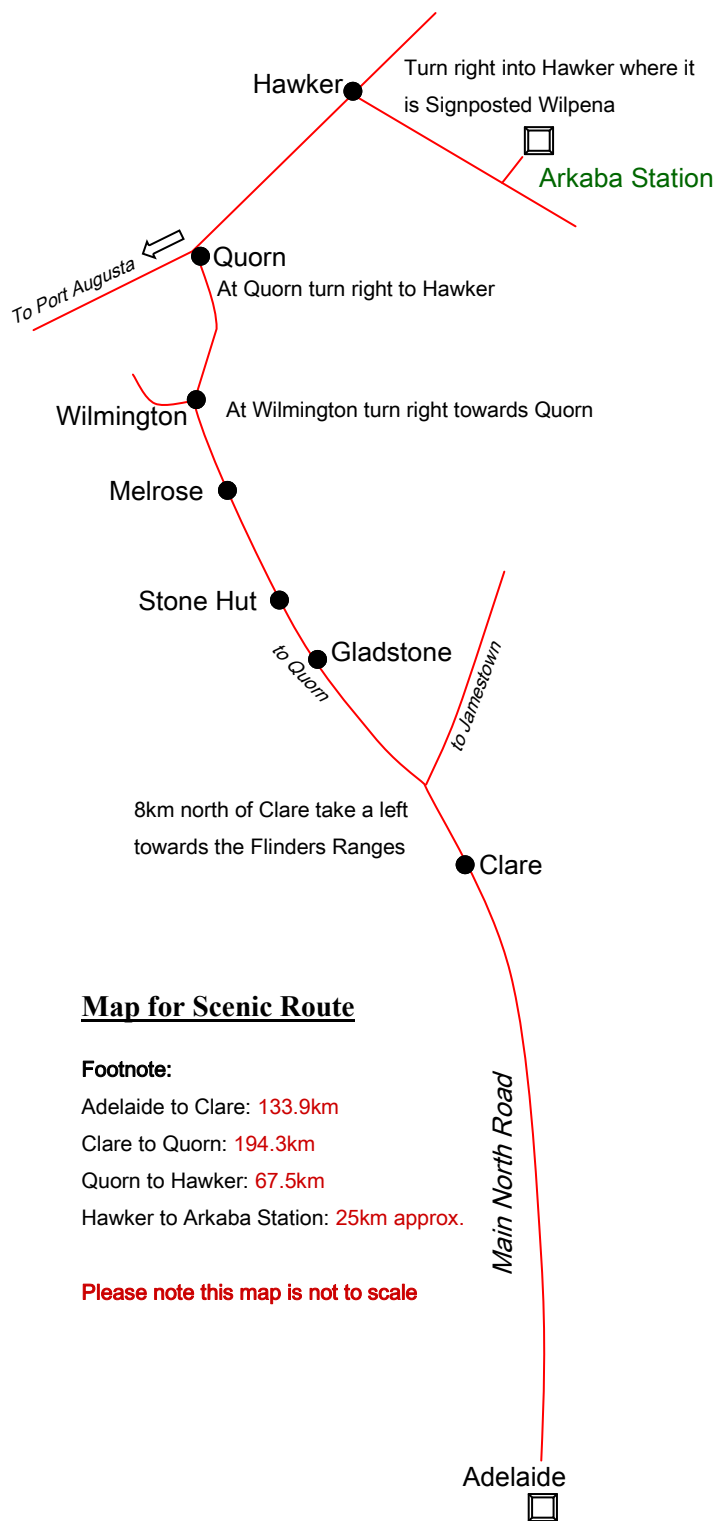 Hawker
Turn right into Hawker where it
is Signposted Wilpena
Arkaba Station
To Port Augusta
Quorn
At Quorn turn right to Hawker
Wilmington
At Wilmington turn right towards Quorn
Melrose
Stone Hut
Gladstone
to Quorn
to Jamestown
8km north of Clare take a left
towards the Flinders Ranges
Clare
Map for Scenic Route
Footnote:
Adelaide to Clare: 133.9km
Clare to Quorn: 194.3km
Quorn to Hawker: 67.5km
Hawker to Arkaba Station: 25km approx.
Please note this map is not to scale
Main North Road
Adelaide